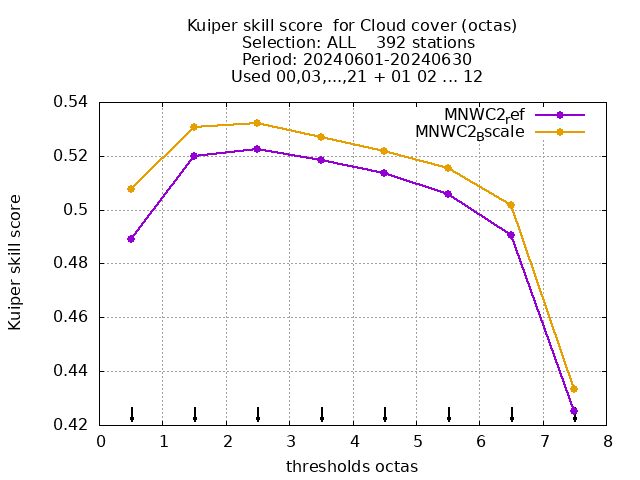 Kuiper skill score  for Cloud cover (octas)
Selection: ALL    392 stations
Period: 20240601-20240630
Used 00,03,...,21 + 01 02 ... 12
MNWC2ref
MNWC2Bscale
0.54
0.52
0.5
0.48
0.46
0.44
0.42
Kuiper skill score
0 1 2 3 4 5 6 7 8
thresholds octas